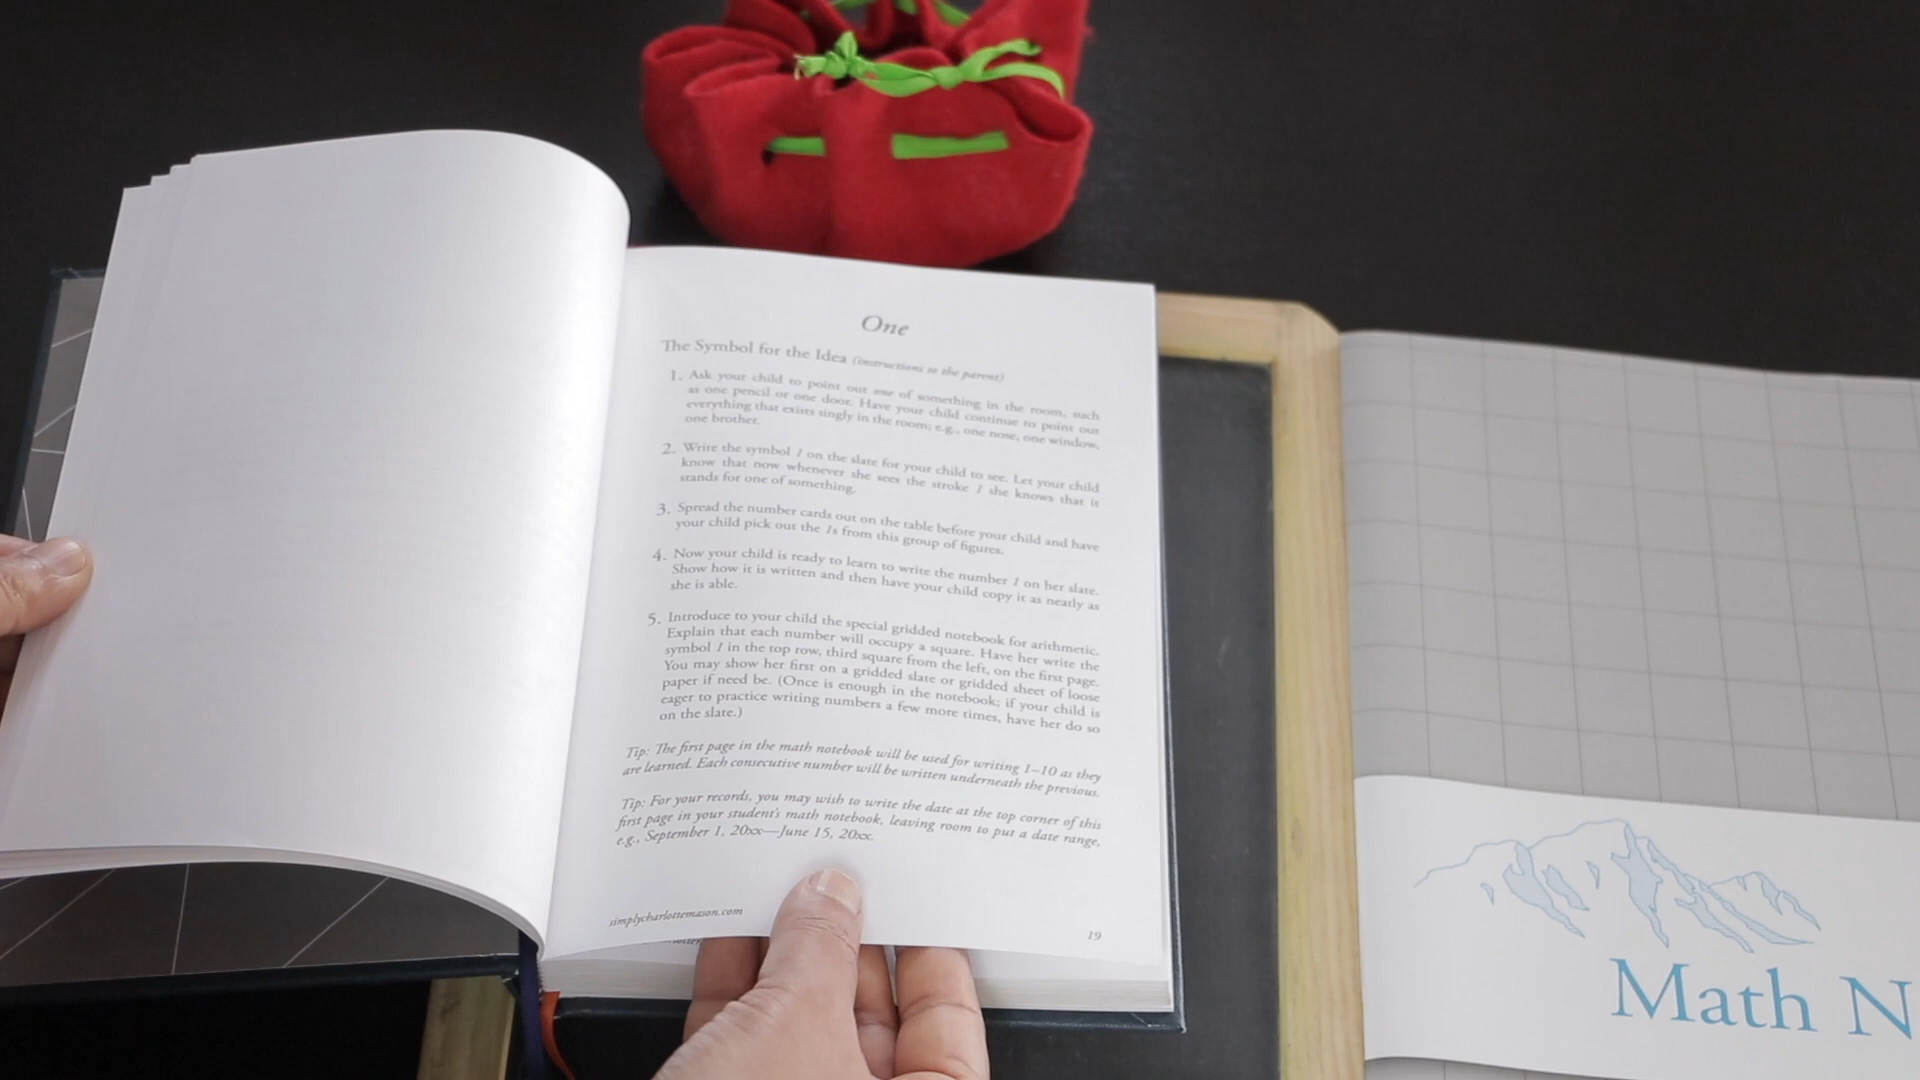 One
The Symbol for the Idea (instructions to the parent)
1. Ask your child to point out one of something in the room, such
as one pencil or one door. Have your child continue to point out
everything that exists singly in the room; e.g., one nose, one window,
one brother.
2. Write the symbol 1 on the slate for your child to see. Let your child
know that now whenever she sees the stroke 1 she knows that it
stands for one of something.
3. Spread the number cards out on the table before your child and have
your child pick out the 1s from this group of figures.
4. Now your child is ready to learn to write the number 1 on her slate.
Show how it is written and then have your child copy it as neatly as
she is able.
5. Introduce to your child the special gridded notebook for arithmetic.
Explain that each number will occupy a square. Have her write the
symbol 1 in the top row, third square from the left, on the first page.
You may show her first on a gridded slate or gridded sheet of loose
paper if need be. (Once is enough in the notebook; if your child is
eager to practice writing numbers a few more times, have her do so
on the slate.)
Tip: The first page in the math notebook will be used for writing 1–10 as they
are learned. Each consecutive number will be written underneath the previous.
Tip: For your records, you may wish to write the date at the top corner of this
first page in your student's math notebook, leaving room to put a date range,
e.g., September 1, 20xx—June 15, 20xx.
simplycharlottemason.com
19
Math N